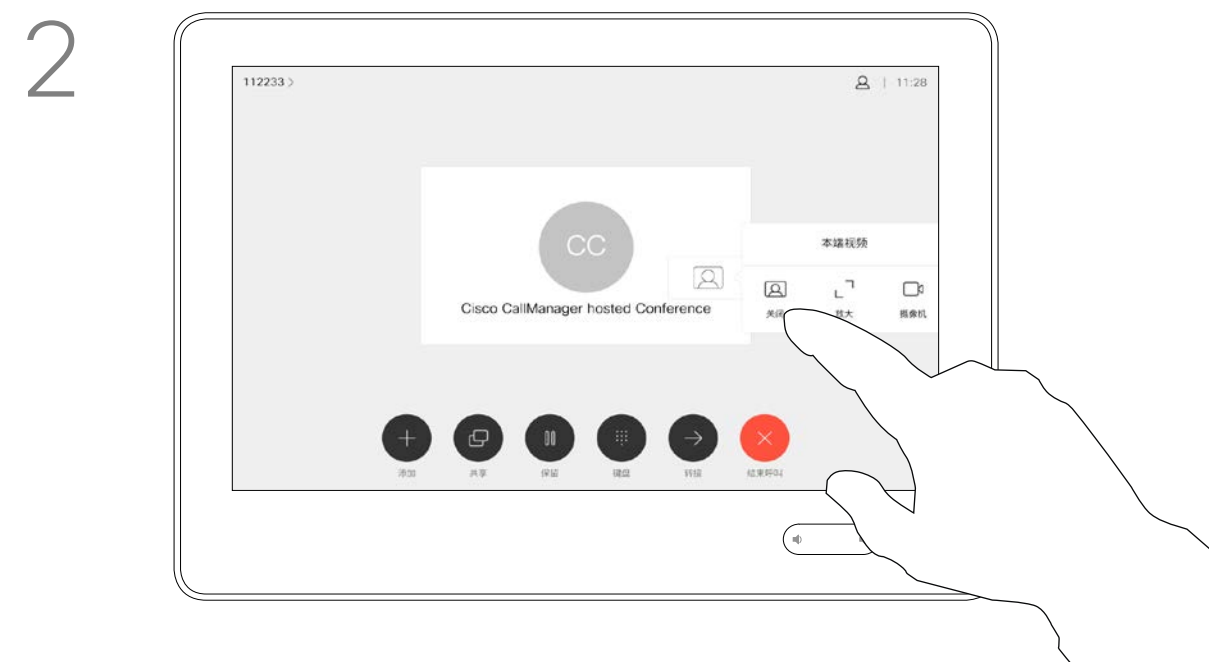 2
112233 >
11:28
CC
本端视频
Cisco CallManager hosted Conference
关闭
放大
摄像机
添加
共享
保留
键盘
转接
结束呼叫